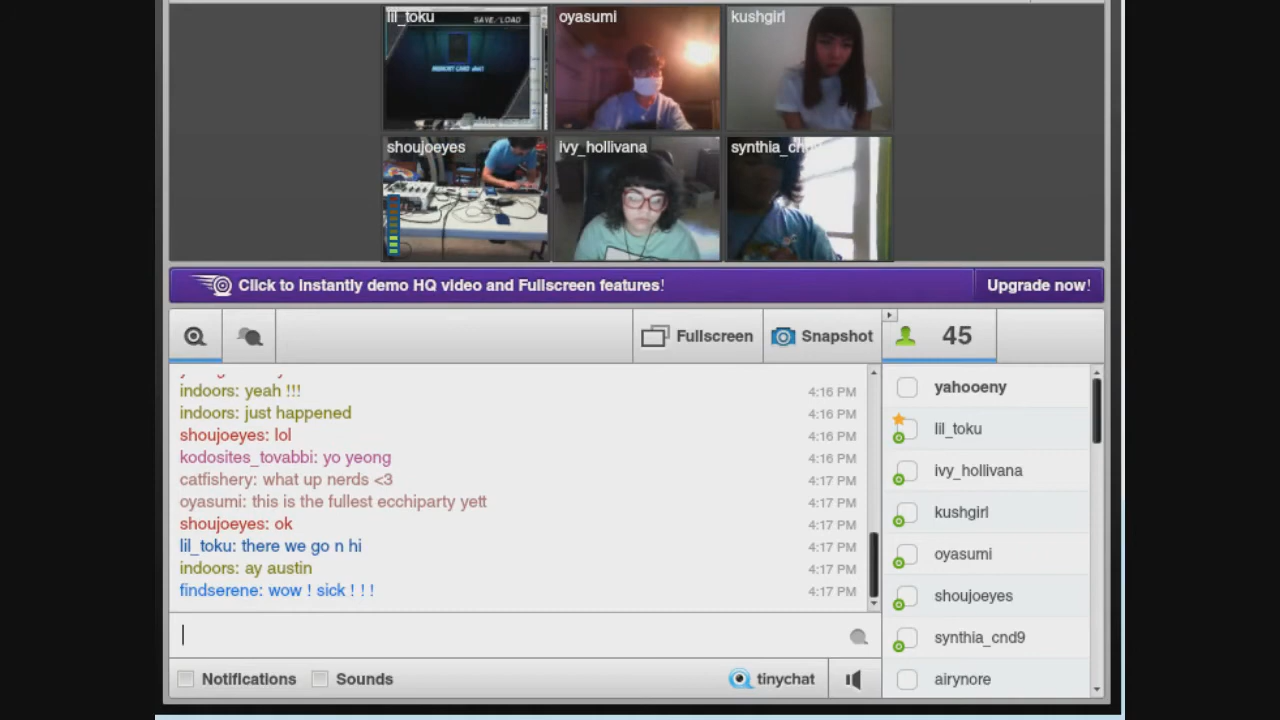 lil_toku
SAVE/LOAD
oyasumi
kushgirl
shoujoeyes
ivy_hollivana
Click to instantly demo HQ video and Fullscreen features!
Upgrade now!
Fullscreen
Snapshot
45
indoors: yeah !!! 4:16 PM
indoors: just happened 4:16 PM
shoujoeyes: lol 4:16 PM
kodosites_tovabbi: yo yeong 4:16 PM
catfishery: what up nerds <3 4:17 PM
oyasumi: this is the fullest ecchiparty yett 4:17 PM
shoujoeyes: ok 4:17 PM
lil_toku: there we go n hi 4:17 PM
indoors: ay austin 4:17 PM
findserene: wow ! sick ! ! ! 4:17 PM
yahooeny
lil_toku
ivy_hollivana
kushgirl
oyasumi
shoujoeyes
synthia_cnd9
airynore
Notifications
Sounds
tinychat